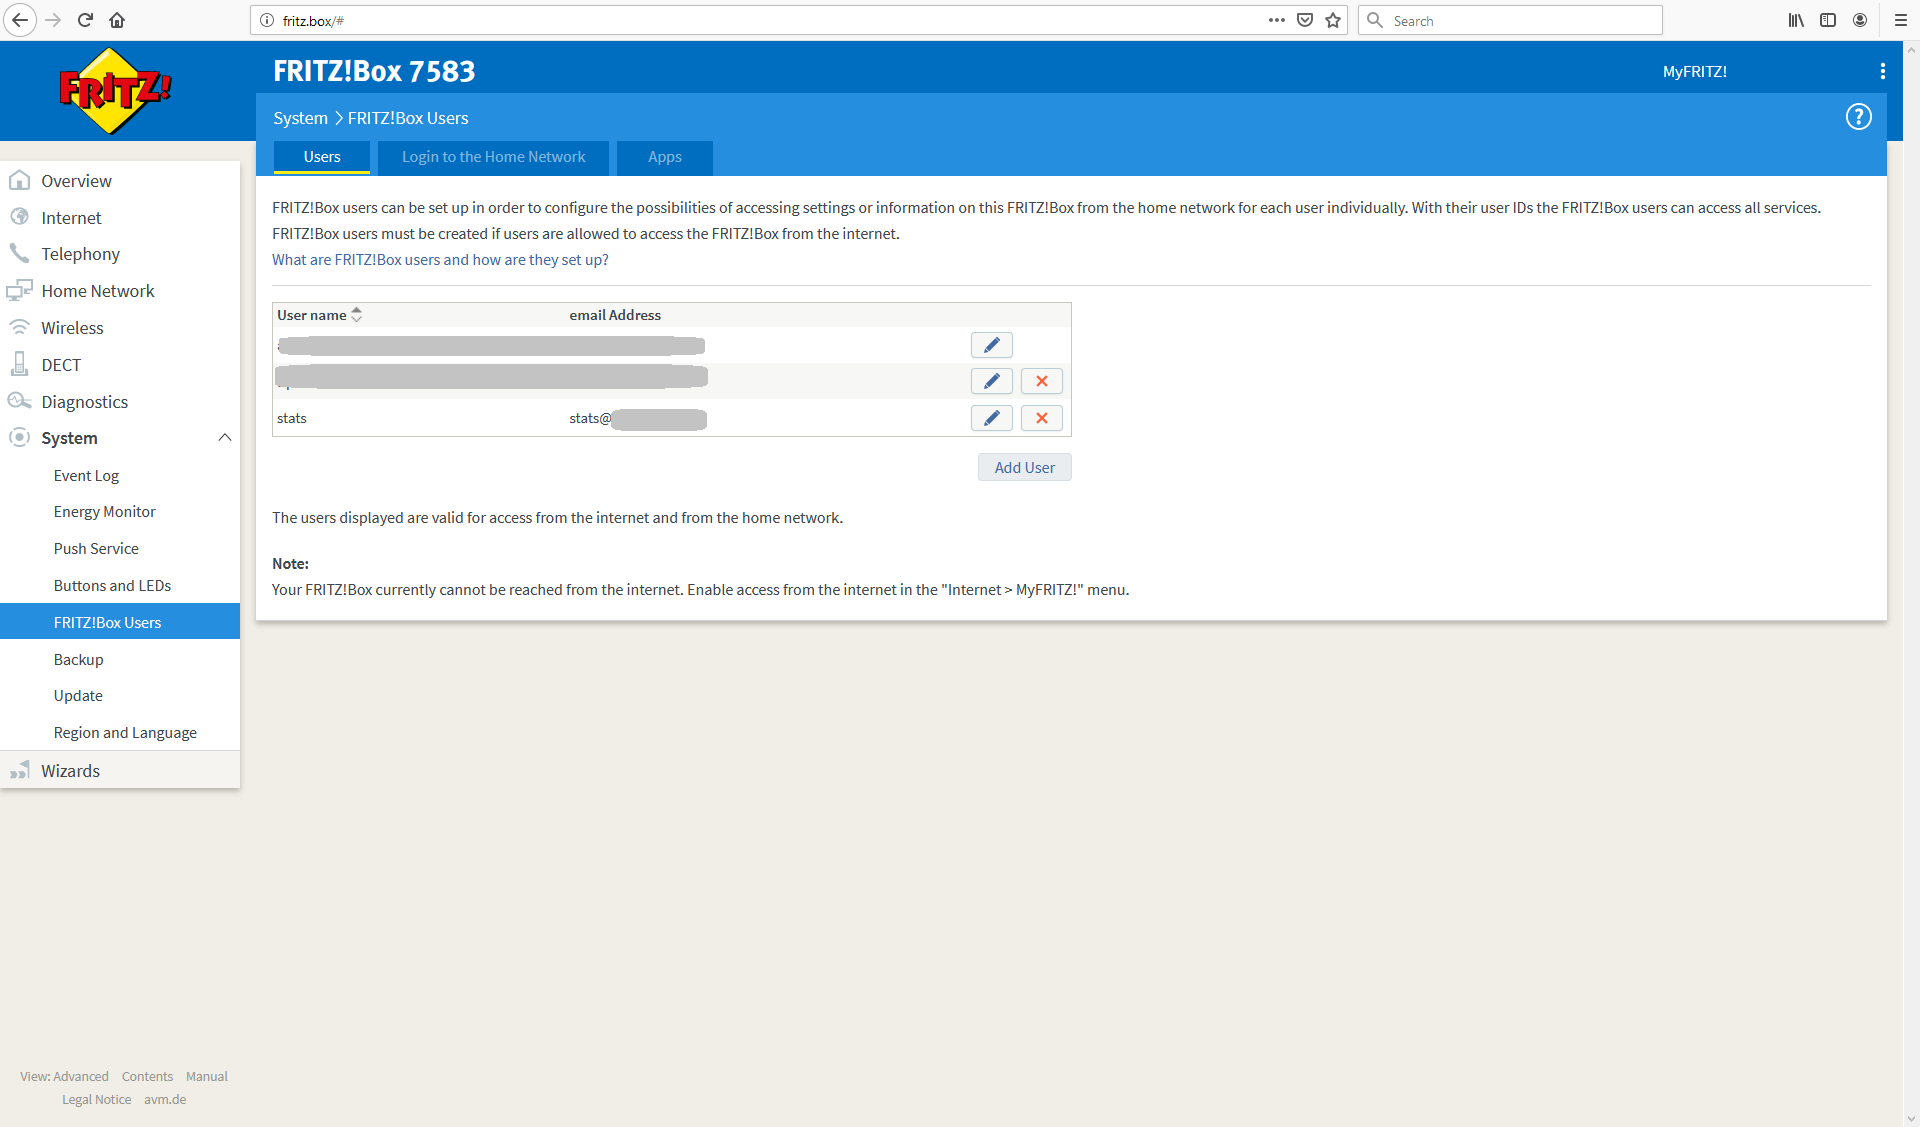 fritz.box/#
Search
FRITZ!
FRITZ!Box 7583
MyFRITZ!
System > FRITZ!Box Users
?
Users
Login to the Home Network
Apps
Overview
Internet
Telephony
Home Network
Wireless
DECT
Diagnostics
System
Event Log
Energy Monitor
Push Service
Buttons and LEDs
FRITZ!Box Users
Backup
Update
Region and Language
Wizards
FRITZ!Box users can be set up in order to configure the possibilities of accessing settings or information on this FRITZ!Box from the home network for each user individually. With their user IDs the FRITZ!Box users can access all services.
FRITZ!Box users must be created if users are allowed to access the FRITZ!Box from the internet.
What are FRITZ!Box users and how are they set up?
User name email Address
stats stats@
Add User
The users displayed are valid for access from the internet and from the home network.
Note:
Your FRITZ!Box currently cannot be reached from the internet. Enable access from the internet in the "Internet > MyFRITZ!" menu.
View: Advanced Contents Manual
Legal Notice avm.de